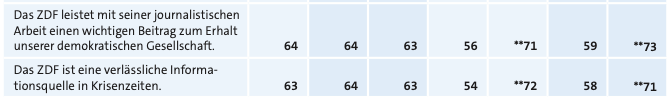 Das ZDF leistet mit seiner journalistischen
Arbeit einen wichtigen Beitrag zum Erhalt
unserer demokratischen Gesellschaft. 64 64 63 56 **71 59 **73
Das ZDF ist eine verlässliche Informa-
tionsquelle in Krisenzeiten. 63 64 63 54 **72 58 **71